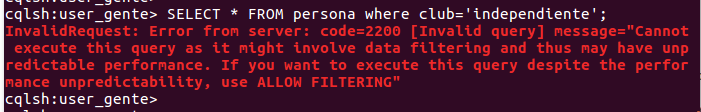 cqlsh:user_gente> SELECT * FROM persona where club='independiente';
InvalidRequest: Error from server: code=2200 [Invalid query] message="Cannot
 execute this query as it might involve data filtering and thus may have unp
redictable performance. If you want to execute this query despite the perfor
mance unpredictability, use ALLOW FILTERING"
cqlsh:user_gente>